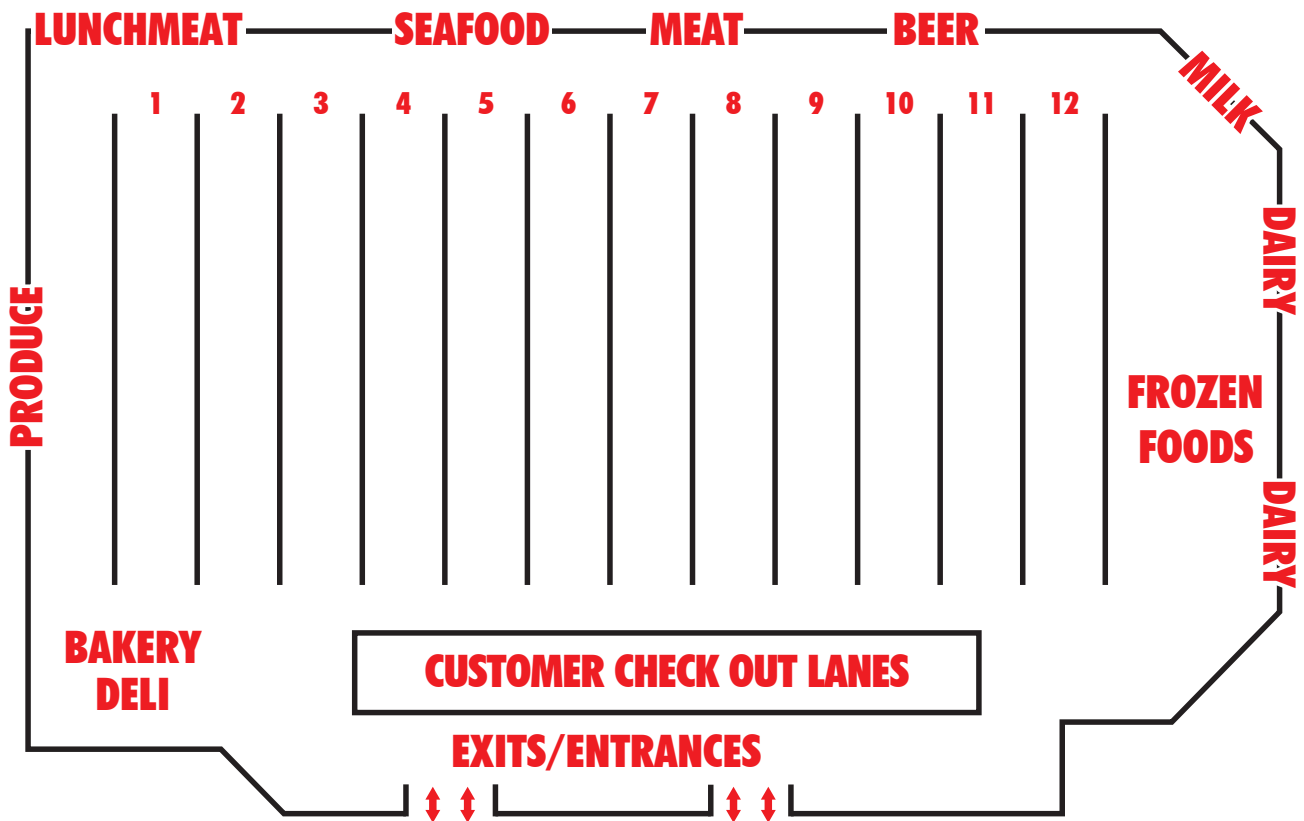 LUNCHMEAT
SEAFOOD
MEAT
BEER
MILK
1 2 3 4 5 6 7 8 9 10 11 12
DAIRY
PRODUCE
FROZEN
FOODS
DAIRY
BAKERY
DELI
CUSTOMER CHECK OUT LANES
EXITS/ENTRANCES